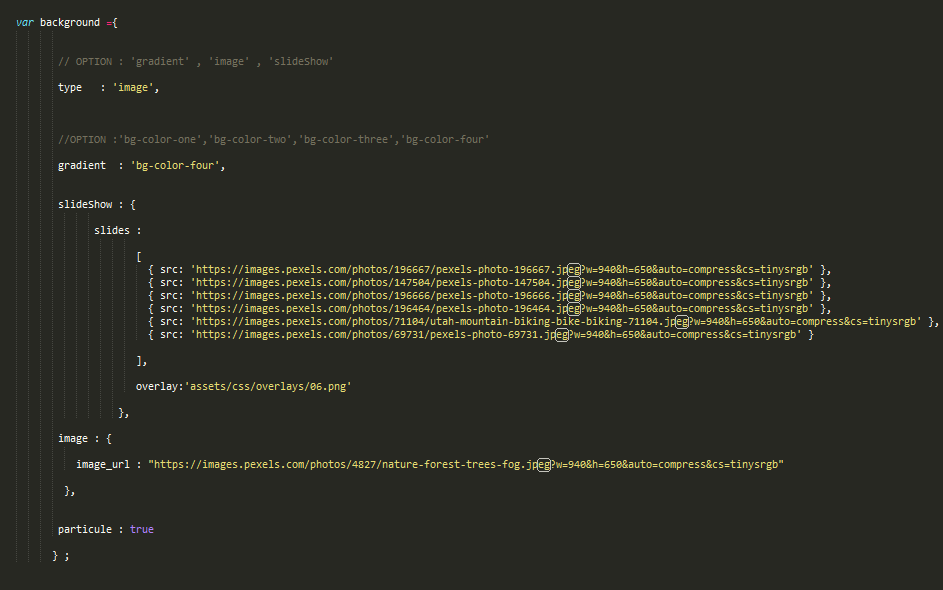 var background ={
// OPTION : 'gradient' , 'image' , 'slideShow'
type   : 'image',
//OPTION :'bg-color-one','bg-color-two','bg-color-three','bg-color-four'
gradient  : 'bg-color-four',
slideShow : {
slides :
[
{ src: 'https://images.pexels.com/photos/196667/pexels-photo-196667.jpeg?w=940&h=650&auto=compress&cs=tinysrgb' },
{ src: 'https://images.pexels.com/photos/147504/pexels-photo-147504.jpeg?w=940&h=650&auto=compress&cs=tinysrgb' },
{ src: 'https://images.pexels.com/photos/196666/pexels-photo-196666.jpeg?w=940&h=650&auto=compress&cs=tinysrgb' },
{ src: 'https://images.pexels.com/photos/196464/pexels-photo-196464.jpeg?w=940&h=650&auto=compress&cs=tinysrgb' },
{ src: 'https://images.pexels.com/photos/71104/utah-mountain-biking-bike-biking-71104.jpeg?w=940&h=650&auto=compress&cs=tinysrgb' },
{ src: 'https://images.pexels.com/photos/69731/pexels-photo-69731.jpeg?w=940&h=650&auto=compress&cs=tinysrgb' }
],
overlay:'assets/css/overlays/06.png'
},
image : {
image_url : "https://images.pexels.com/photos/4827/nature-forest-trees-fog.jpeg?w=940&h=650&auto=compress&cs=tinysrgb"
},
particule : true
} ;